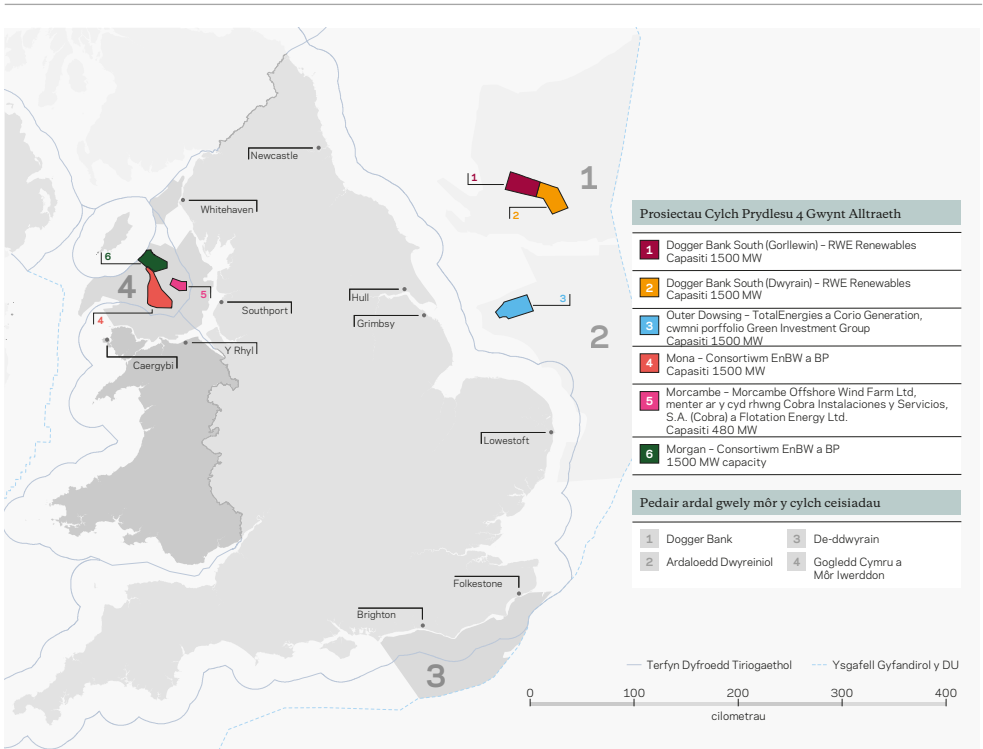 Newcastle
Whitehaven
1
1
2
6
4
5
4
Southport
Hull
3
Grimsby
2
Y Rhyl
Caergybi
Lowestoft
Folkestone
Brighton
3
Prosiectau Cylch Prydlesu 4 Gwynt Alltraeth
1 Dogger Bank South (Gorllewin) – RWE Renewables
Capasiti 1500 MW
2 Dogger Bank South (Dwyrain) – RWE Renewables
Capasiti 1500 MW
3 Outer Dowsing – TotalEnergies a Corio Generation,
cwmni porffolio Green Investment Group
Capasiti 1500 MW
4 Mona – Consortiwm EnBW a BP
Capasiti 1500 MW
5 Morcambe – Morcambe Offshore Wind Farm Ltd,
menter ar y cyd rhwng Cobra Instalaciones y Servicios,
S.A. (Cobra) a Flotation Energy Ltd.
Capasiti 480 MW
6 Morgan – Consortiwm EnBW a BP
1500 MW capacity
Pedair ardal gwely môr y cylch ceisiadau
1 Dogger Bank
2 Ardaloedd Dwyreiniol
3 De-ddwyrain
4 Gogledd Cymru a
Môr Iwerddon
Terfyn Dyfroedd Tiriogaethol
Ysgafell Gyfandirol y DU
0 100 200 300 400
cilometrau